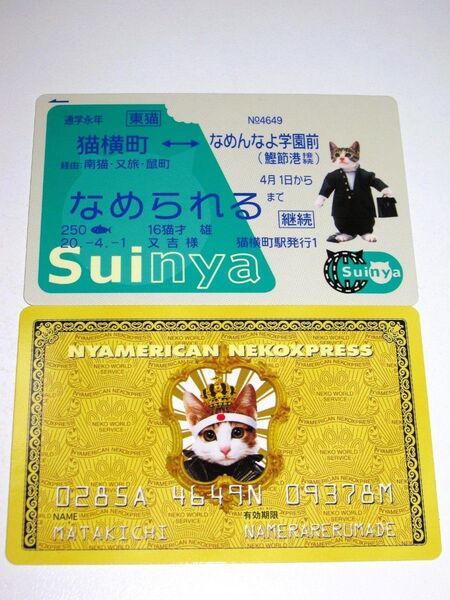 通学永年 東猫 №4649
猫横町 ↔ なめんなよ学園前
経由:南猫・又旅・鼠町 (鰹節港接続)
4月1日から
なめられる まで
250 16猫才 雄 継続
20.-4.-1 又吉 様 猫横町駅発行1
Suinya
Suinya
NYAMERICAN NEKOXPRESS
NEKO WORLD SERVICE
0285A 4649N 09378M
NAME 有効期限
MATAKICHI NAMERARERUMADE